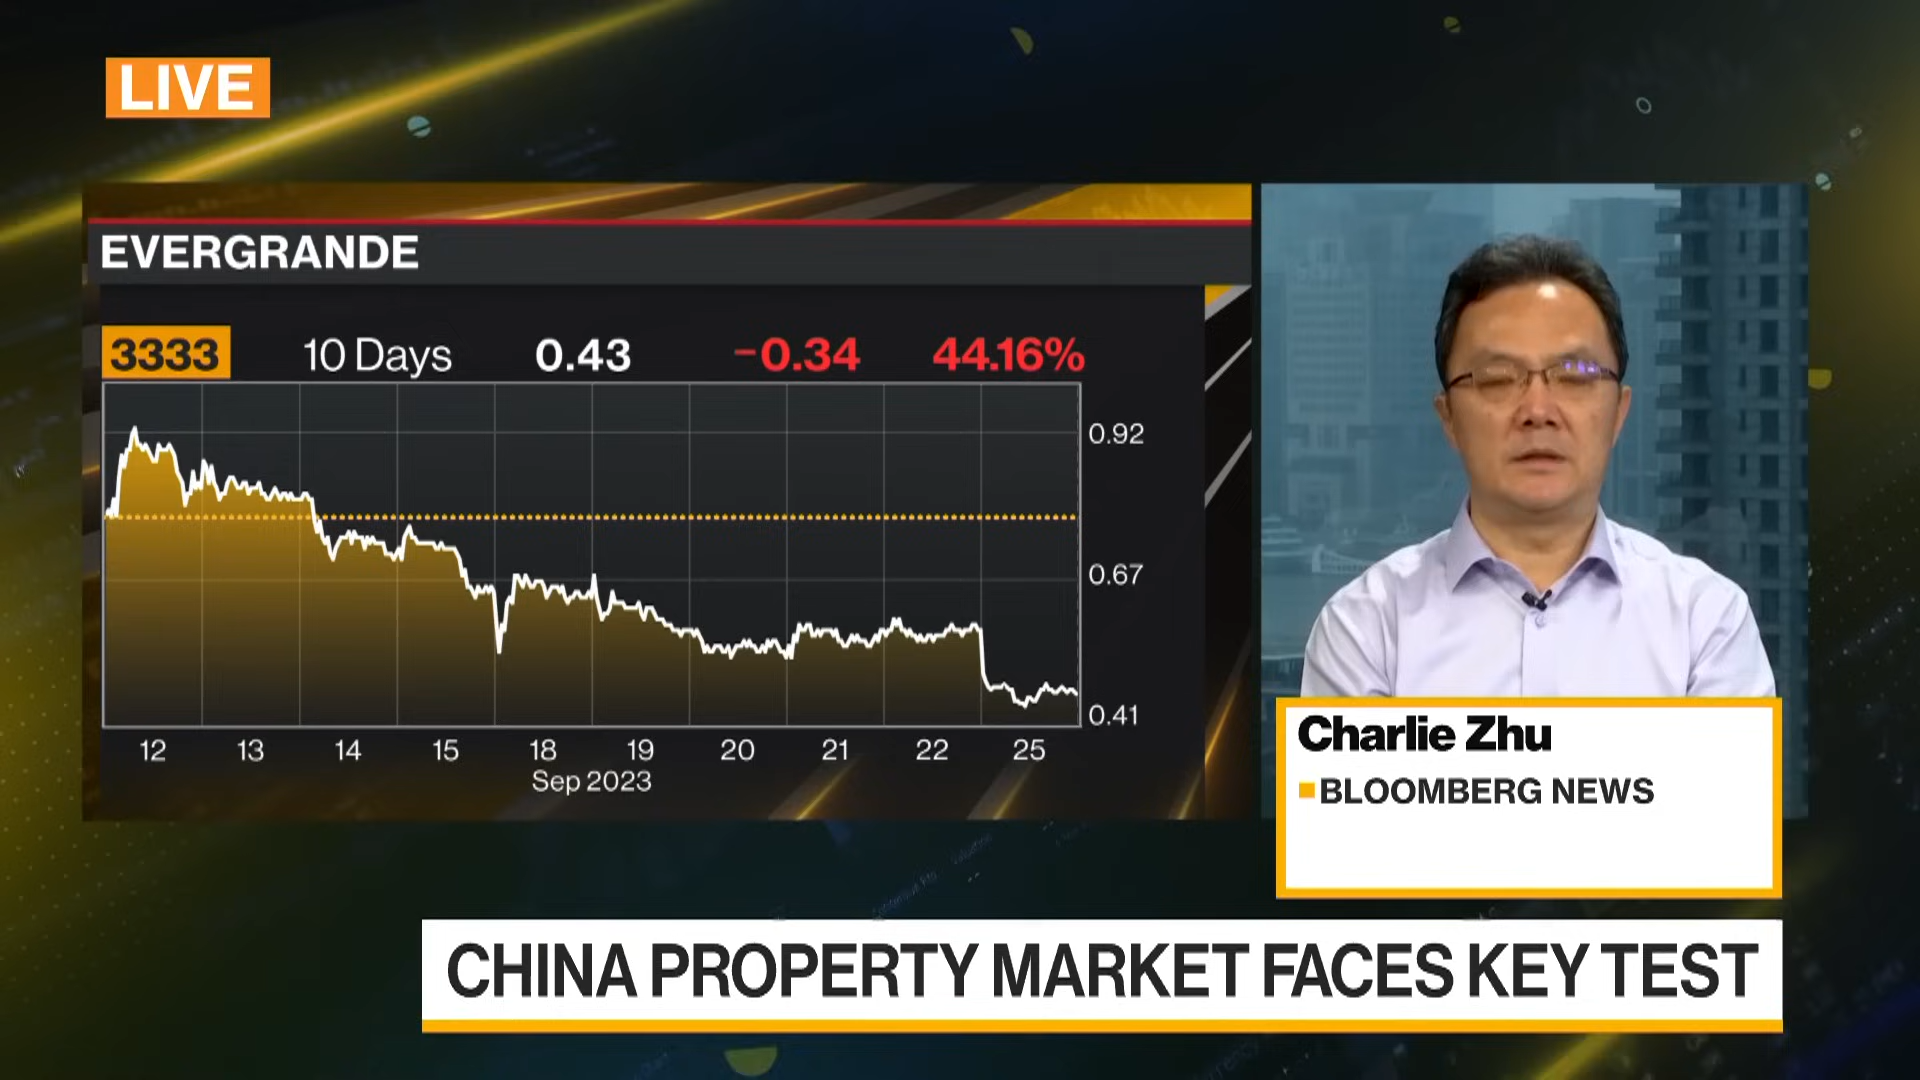 LIVE
EVERGRANDE
3333 10 Days 0.43 -0.34 44.16%
0.92
0.67
0.41
12 13 14 15 18 19 20 21 22 25
Sep 2023
Charlie Zhu
BLOOMBERG NEWS
CHINA PROPERTY MARKET FACES KEY TEST